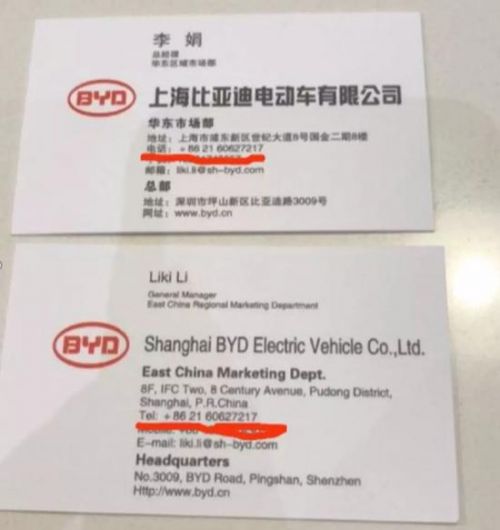 李 娟
总经理
华东区域市场部
BYD 上海比亚迪电动车有限公司
华东市场部
地址：上海市浦东新区世纪大道8号国金二期8楼
电话：+86 21 60627217
邮箱：liki.li@sh-byd.com
总部
地址：深圳市坪山新区比亚迪路3009号
网址：www.byd.cn
Liki Li
General Manager
East China Regional Marketing Department
BYD Shanghai BYD Electric Vehicle Co.,Ltd.
East China Marketing Dept.
8F, IFC Two, 8 Century Avenue, Pudong District,
Shanghai, P.R.China
Tel: +86 21 60627217
E-mail: liki.li@sh-byd.com
Headquarters
No.3009, BYD Road, Pingshan, Shenzhen
Http://www.byd.cn